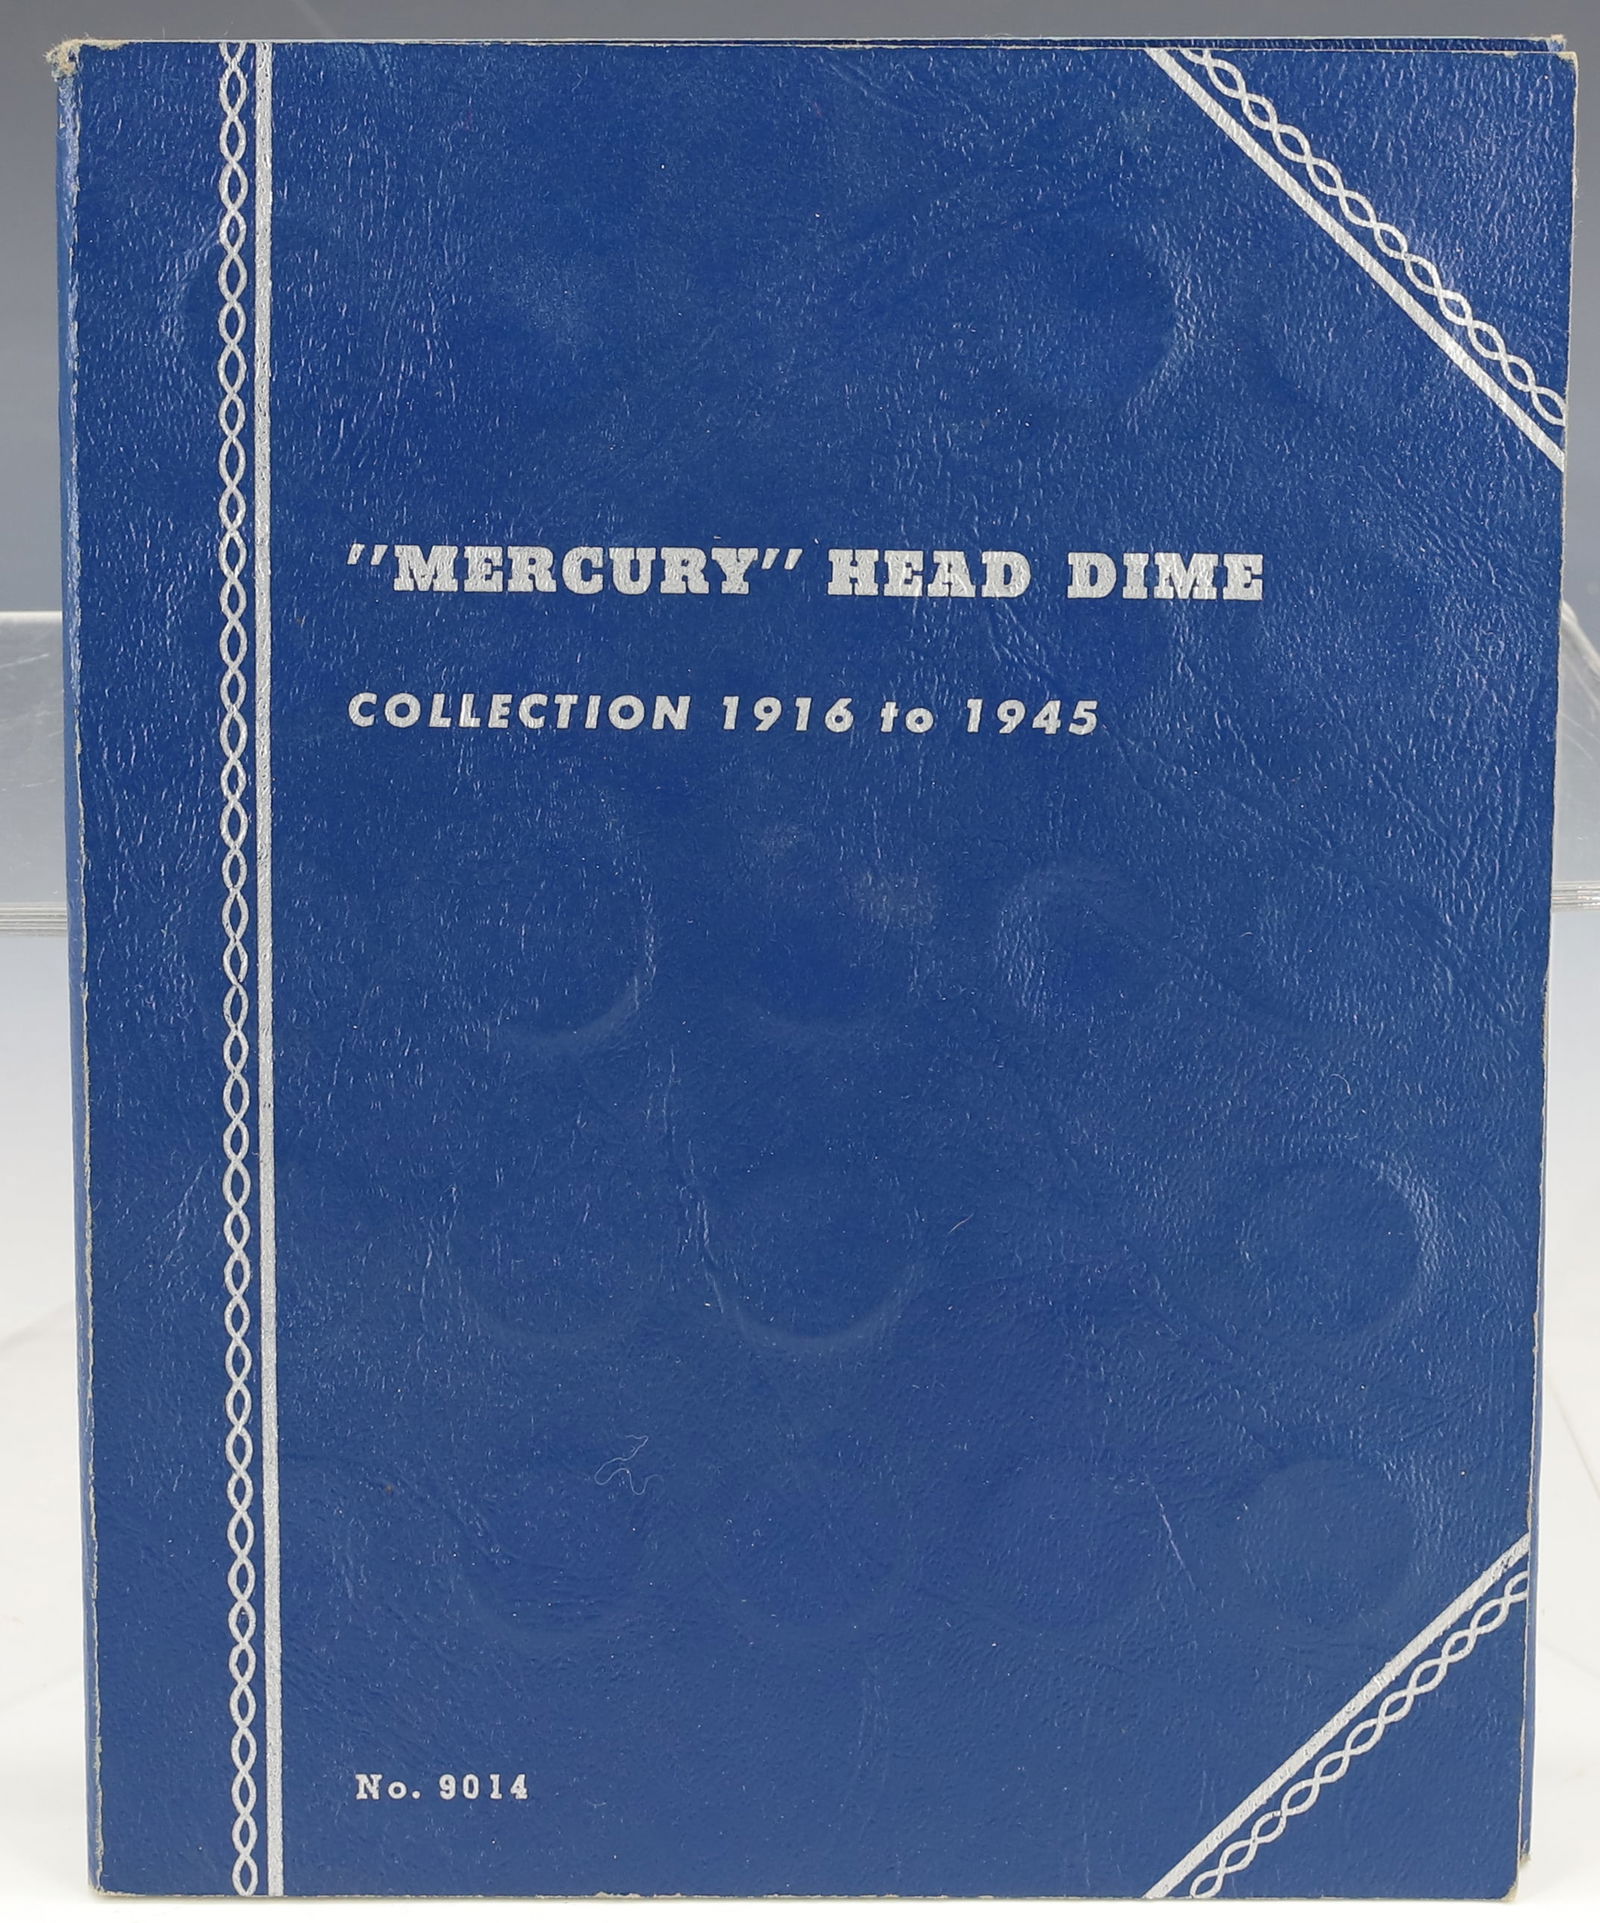 "MERCURY" HEAD DIME
COLLECTION 1916 to 1945
No. 9014